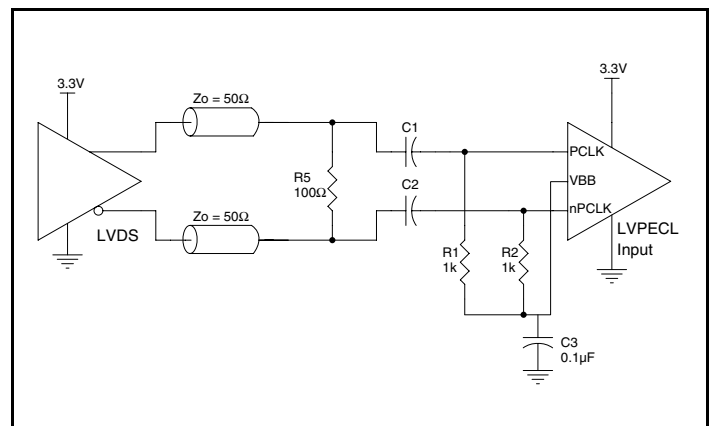 3.3V
Zo = 50Ω
R5
100Ω
Zo = 50Ω
LVDS
C1
C2
R1
1k
R2
1k
3.3V
PCLK
VBB
nPCLK
LVPECL
Input
C3
0.1µF